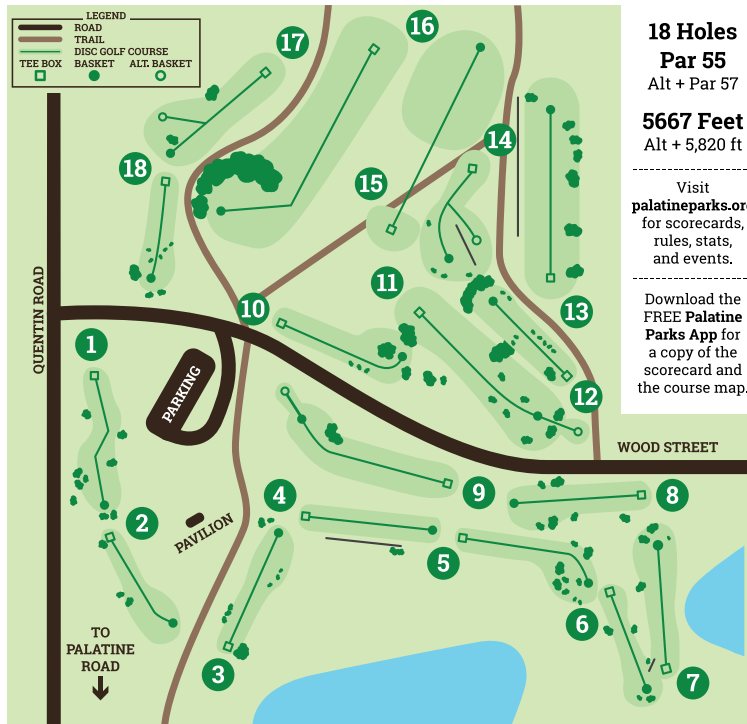 LEGEND
ROAD
TRAIL
DISC GOLF COURSE
TEE BOX BASKET ALT. BASKET
18 Holes
Par 55
Alt + Par 57
5667 Feet
Alt + 5,820 ft
Visit
palatineparks.org
for scorecards,
rules, stats,
and events.
Download the
FREE Palatine
Parks App for
a copy of the
scorecard and
the course map.
17
16
14
18
15
13
11
10
12
1
QUENTIN ROAD
PARKING
WOOD STREET
2
4
9
8
PAVILION
5
6
3
7
TO
PALATINE
ROAD